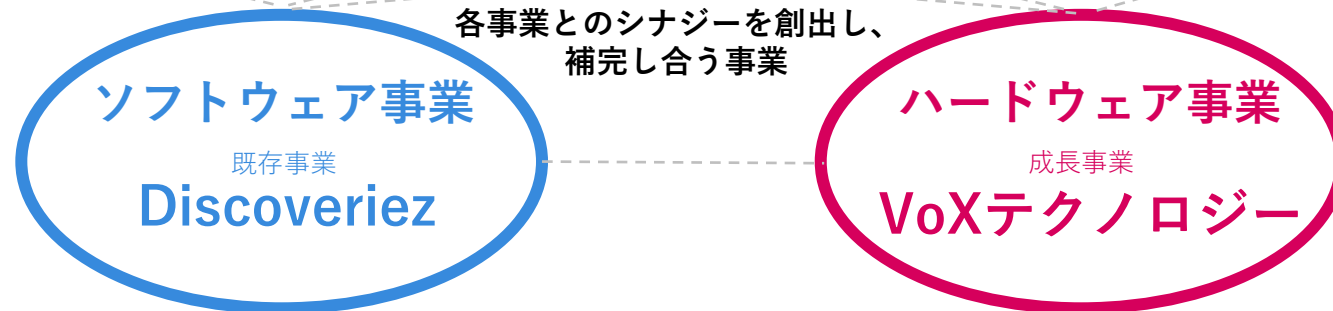 各事業とのシナジーを創出し、
補完し合う事業
ソフトウェア事業
既存事業
Discoveriez
ハードウェア事業
成長事業
VoXテクノロジー